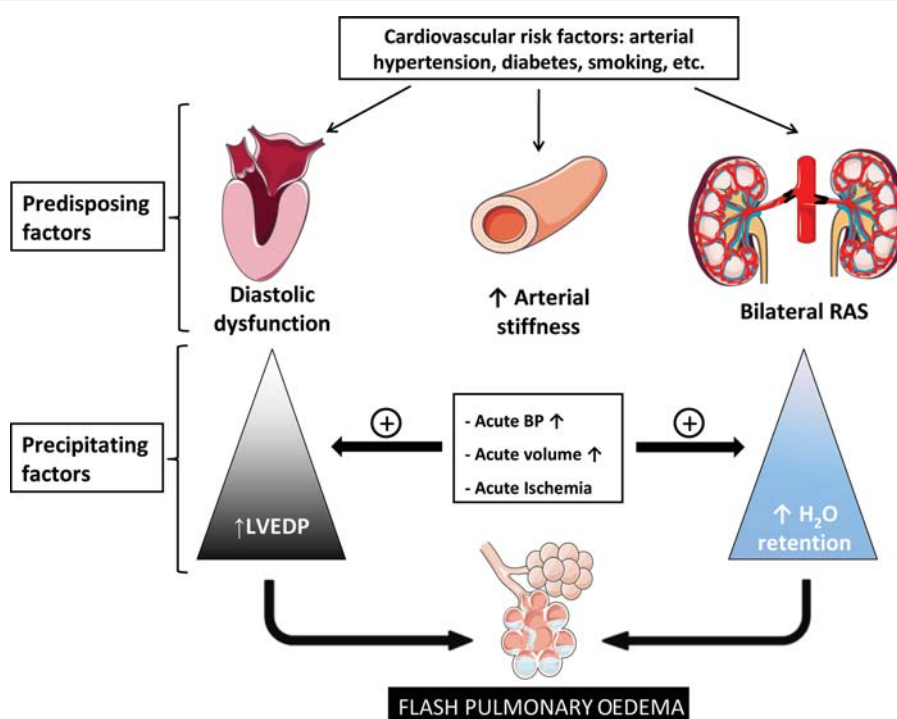 Cardiovascular risk factors: arterial
hypertension, diabetes, smoking, etc.
Predisposing
factors
Diastolic
dysfunction
↑ Arterial
stiffness
Bilateral RAS
Precipitating
factors
+
- Acute BP ↑
- Acute volume ↑
- Acute Ischemia
+
↑LVEDP
↑ H₂O
retention
FLASH PULMONARY OEDEMA